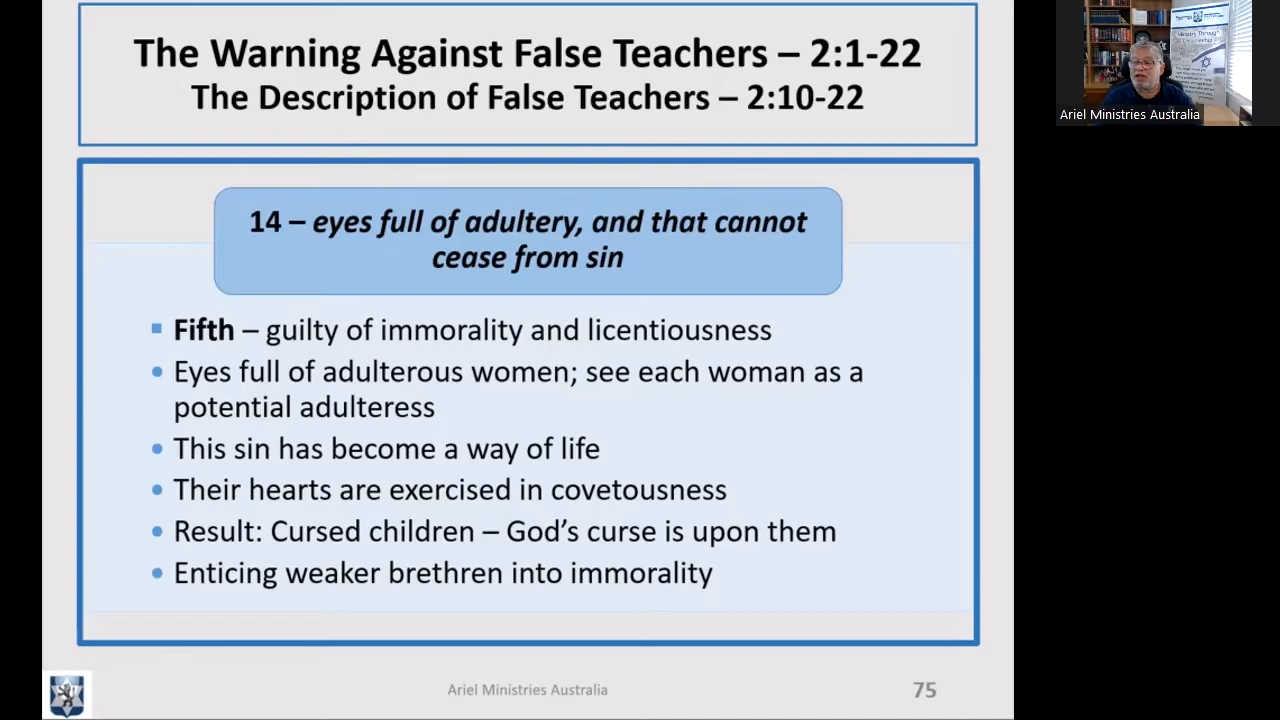 The Warning Against False Teachers – 2:1-22
The Description of False Teachers – 2:10-22
14 – eyes full of adultery, and that cannot
cease from sin
Fifth – guilty of immorality and licentiousness
Eyes full of adulterous women; see each woman as a
potential adulteress
This sin has become a way of life
Their hearts are exercised in covetousness
Result: Cursed children – God's curse is upon them
Enticing weaker brethren into immorality
Ariel Ministries Australia
75
Ministry Through
Ariel Ministries Australia